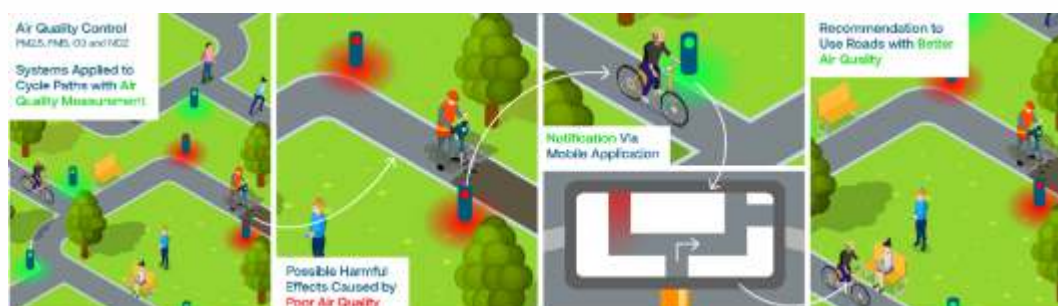 Air Quality Control
PM2.5, PM5, O3 and NO2
Systems Applied to
Cycle Paths with Air
Quality Measurement
Possible Harmful
Effects Caused by
Poor Air Quality
Notification Via
Mobile Application
Recommendation to
Use Roads with Better
Air Quality